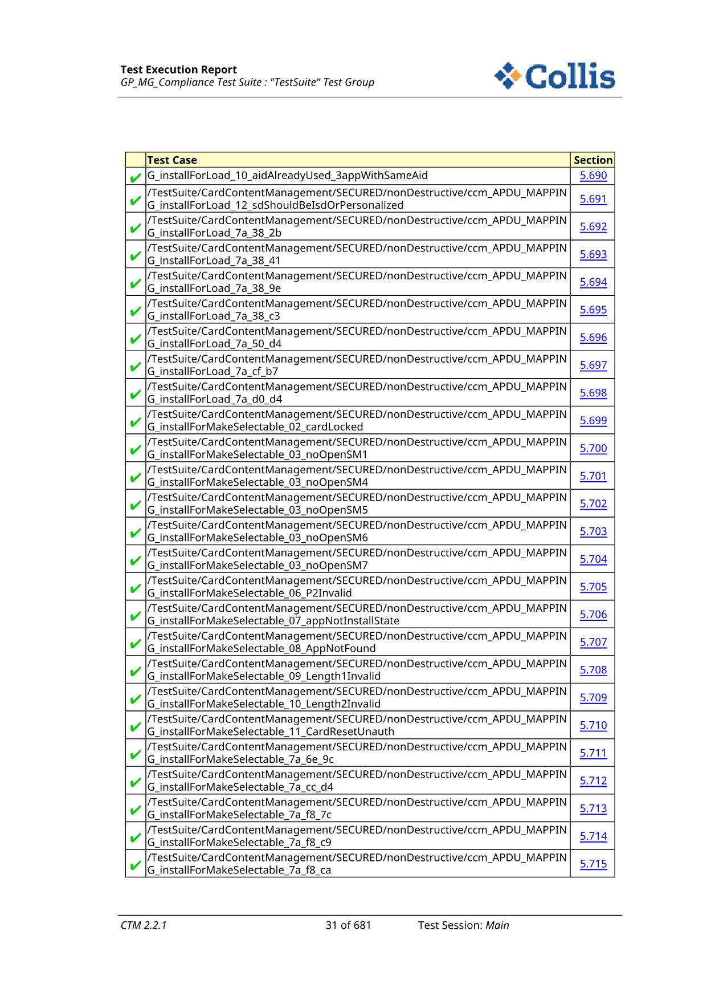 Test Execution Report
GP_MG_Compliance Test Suite : "TestSuite" Test Group
Collis
Test Case Section
✔ G_installForLoad_10_aidAlreadyUsed_3appWithSameAid 5.690
/TestSuite/CardContentManagement/SECURED/nonDestructive/ccm_APDU_MAPPIN
✔ G_installForLoad_12_sdShouldBeIsdOrPersonalized 5.691
/TestSuite/CardContentManagement/SECURED/nonDestructive/ccm_APDU_MAPPIN
✔ G_installForLoad_7a_38_2b 5.692
/TestSuite/CardContentManagement/SECURED/nonDestructive/ccm_APDU_MAPPIN
✔ G_installForLoad_7a_38_41 5.693
/TestSuite/CardContentManagement/SECURED/nonDestructive/ccm_APDU_MAPPIN
✔ G_installForLoad_7a_38_9e 5.694
/TestSuite/CardContentManagement/SECURED/nonDestructive/ccm_APDU_MAPPIN
✔ G_installForLoad_7a_38_c3 5.695
/TestSuite/CardContentManagement/SECURED/nonDestructive/ccm_APDU_MAPPIN
✔ G_installForLoad_7a_50_d4 5.696
/TestSuite/CardContentManagement/SECURED/nonDestructive/ccm_APDU_MAPPIN
✔ G_installForLoad_7a_cf_b7 5.697
/TestSuite/CardContentManagement/SECURED/nonDestructive/ccm_APDU_MAPPIN
✔ G_installForLoad_7a_d0_d4 5.698
/TestSuite/CardContentManagement/SECURED/nonDestructive/ccm_APDU_MAPPIN
✔ G_installForMakeSelectable_02_cardLocked 5.699
/TestSuite/CardContentManagement/SECURED/nonDestructive/ccm_APDU_MAPPIN
✔ G_installForMakeSelectable_03_noOpenSM1 5.700
/TestSuite/CardContentManagement/SECURED/nonDestructive/ccm_APDU_MAPPIN
✔ G_installForMakeSelectable_03_noOpenSM4 5.701
/TestSuite/CardContentManagement/SECURED/nonDestructive/ccm_APDU_MAPPIN
✔ G_installForMakeSelectable_03_noOpenSM5 5.702
/TestSuite/CardContentManagement/SECURED/nonDestructive/ccm_APDU_MAPPIN
✔ G_installForMakeSelectable_03_noOpenSM6 5.703
/TestSuite/CardContentManagement/SECURED/nonDestructive/ccm_APDU_MAPPIN
✔ G_installForMakeSelectable_03_noOpenSM7 5.704
/TestSuite/CardContentManagement/SECURED/nonDestructive/ccm_APDU_MAPPIN
✔ G_installForMakeSelectable_06_P2Invalid 5.705
/TestSuite/CardContentManagement/SECURED/nonDestructive/ccm_APDU_MAPPIN
✔ G_installForMakeSelectable_07_appNotInstallState 5.706
/TestSuite/CardContentManagement/SECURED/nonDestructive/ccm_APDU_MAPPIN
✔ G_installForMakeSelectable_08_AppNotFound 5.707
/TestSuite/CardContentManagement/SECURED/nonDestructive/ccm_APDU_MAPPIN
✔ G_installForMakeSelectable_09_Length1Invalid 5.708
/TestSuite/CardContentManagement/SECURED/nonDestructive/ccm_APDU_MAPPIN
✔ G_installForMakeSelectable_10_Length2Invalid 5.709
/TestSuite/CardContentManagement/SECURED/nonDestructive/ccm_APDU_MAPPIN
✔ G_installForMakeSelectable_11_CardResetUnauth 5.710
/TestSuite/CardContentManagement/SECURED/nonDestructive/ccm_APDU_MAPPIN
✔ G_installForMakeSelectable_7a_6e_9c 5.711
/TestSuite/CardContentManagement/SECURED/nonDestructive/ccm_APDU_MAPPIN
✔ G_installForMakeSelectable_7a_cc_d4 5.712
/TestSuite/CardContentManagement/SECURED/nonDestructive/ccm_APDU_MAPPIN
✔ G_installForMakeSelectable_7a_f8_7c 5.713
/TestSuite/CardContentManagement/SECURED/nonDestructive/ccm_APDU_MAPPIN
✔ G_installForMakeSelectable_7a_f8_c9 5.714
/TestSuite/CardContentManagement/SECURED/nonDestructive/ccm_APDU_MAPPIN
✔ G_installForMakeSelectable_7a_f8_ca 5.715
CTM 2.2.1 31 of 681 Test Session: Main